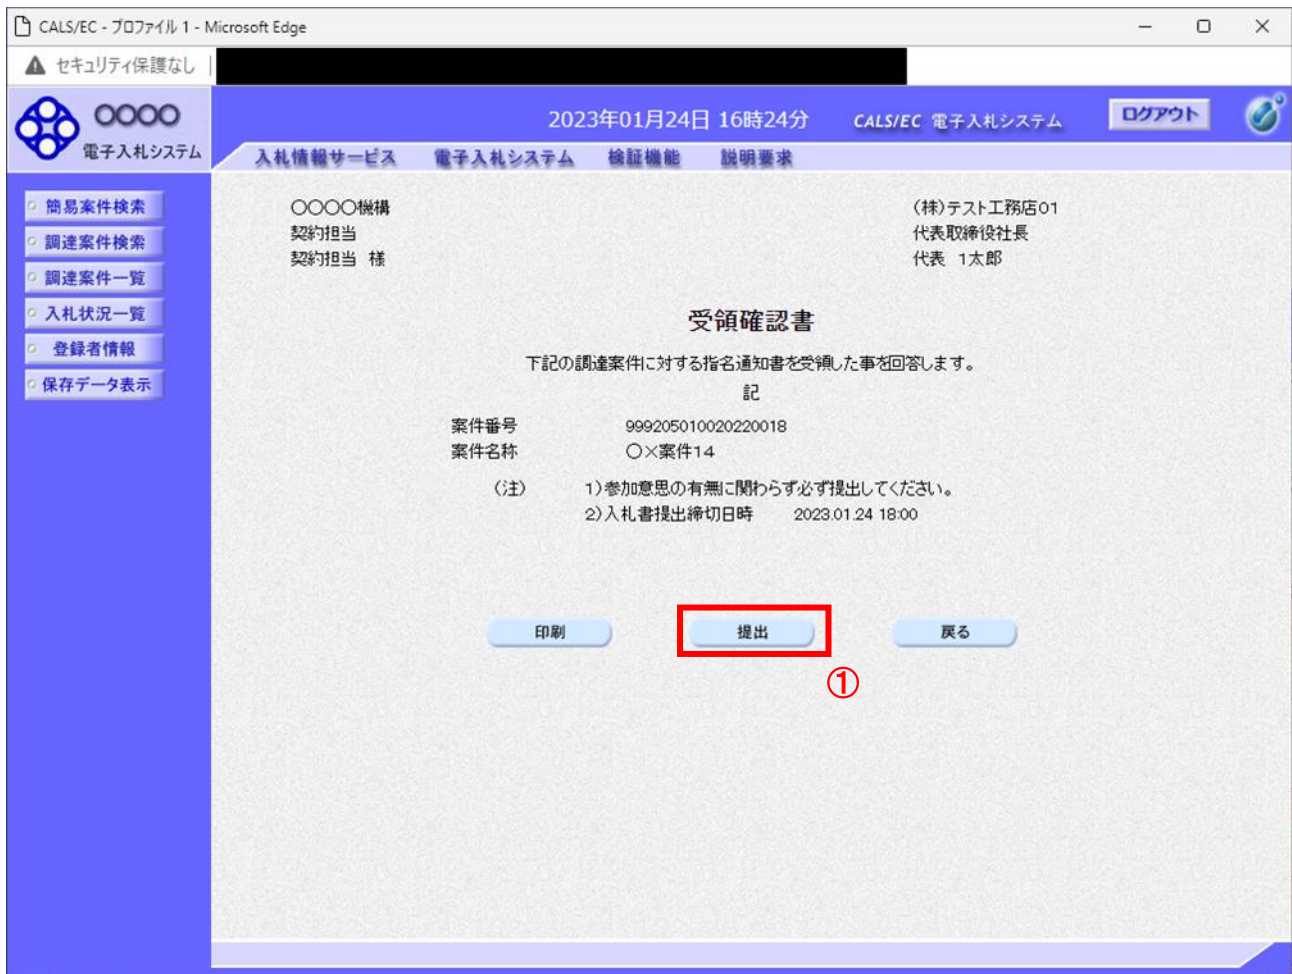 CALS/EC - プロファイル 1 - Microsoft Edge
セキュリティ保護なし
〇〇〇〇
電子入札システム
2023年01月24日 16時24分
CALS/EC 電子入札システム
ログアウト
入札情報サービス 電子入札システム 検証機能 説明要求
簡易案件検索
調達案件検索
調達案件一覧
入札状況一覧
登録者情報
保存データ表示
〇〇〇〇機構
契約担当
契約担当 様
(株)テスト工務店01
代表取締役社長
代表 1太郎
受領確認書
下記の調達案件に対する指名通知書を受領した事を回答します。
記
案件番号 999205010020220018
案件名称 〇×案件14
（注） 1)参加意思の有無に関わらず必ず提出してください。
2)入札書提出締切日時 2023.01.24 18:00
印刷 提出 戻る
①